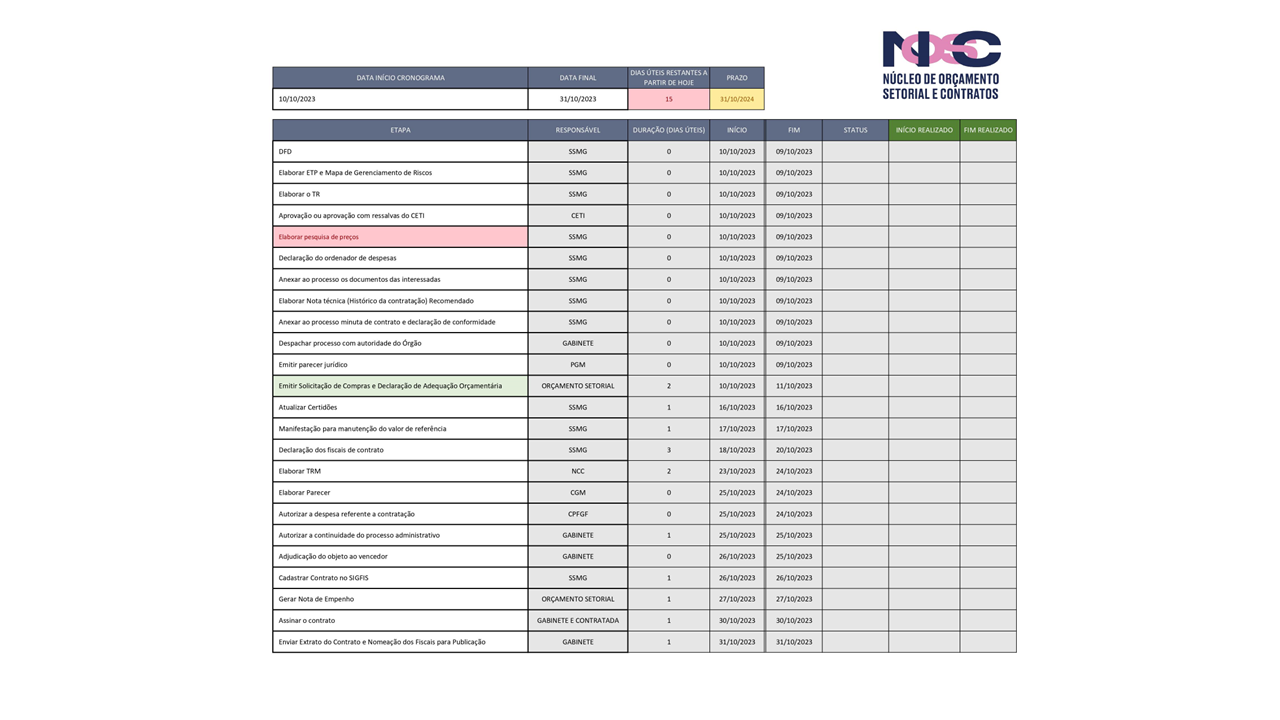 NOSC
NÚCLEO DE ORÇAMENTO
SETORIAL E CONTRATOS
DATA INÍCIO CRONOGRAMA DATA FINAL DIAS ÚTEIS RESTANTES A PARTIR DE HOJE PRAZO
10/10/2023 31/10/2023 15 31/10/2024
ETAPA RESPONSÁVEL DURAÇÃO (DIAS ÚTEIS) INÍCIO FIM STATUS INÍCIO REALIZADO FIM REALIZADO
DFD SSMG 0 10/10/2023 09/10/2023
Elaborar ETP e Mapa de Gerenciamento de Riscos SSMG 0 10/10/2023 09/10/2023
Elaborar o TR SSMG 0 10/10/2023 09/10/2023
Aprovação ou aprovação com ressalvas do CETI CETI 0 10/10/2023 09/10/2023
Elaborar pesquisa de preços SSMG 0 10/10/2023 09/10/2023
Declaração do ordenador de despesas SSMG 0 10/10/2023 09/10/2023
Anexar ao processo os documentos das interessadas SSMG 0 10/10/2023 09/10/2023
Elaborar Nota técnica (Histórico da contratação) Recomendado SSMG 0 10/10/2023 09/10/2023
Anexar ao processo minuta de contrato e declaração de conformidade SSMG 0 10/10/2023 09/10/2023
Despachar processo com autoridade do Órgão GABINETE 0 10/10/2023 09/10/2023
Emitir parecer jurídico PGM 0 10/10/2023 09/10/2023
Emitir Solicitação de Compras e Declaração de Adequação Orçamentária ORÇAMENTO SETORIAL 2 10/10/2023 11/10/2023
Atualizar Certidões SSMG 1 16/10/2023 16/10/2023
Manifestação para manutenção do valor de referência SSMG 1 17/10/2023 17/10/2023
Declaração dos fiscais de contrato SSMG 3 18/10/2023 20/10/2023
Elaborar TRM NCC 2 23/10/2023 24/10/2023
Elaborar Parecer CGM 0 25/10/2023 24/10/2023
Autorizar a despesa referente a contratação CPFGF 0 25/10/2023 24/10/2023
Autorizar a continuidade do processo administrativo GABINETE 1 25/10/2023 25/10/2023
Adjudicação do objeto ao vencedor GABINETE 0 26/10/2023 25/10/2023
Cadastrar Contrato no SIGFIS SSMG 1 26/10/2023 26/10/2023
Gerar Nota de Empenho ORÇAMENTO SETORIAL 1 27/10/2023 27/10/2023
Assinar o contrato GABINETE E CONTRATADA 1 30/10/2023 30/10/2023
Enviar Extrato do Contrato e Nomeação dos Fiscais para Publicação GABINETE 1 31/10/2023 31/10/2023